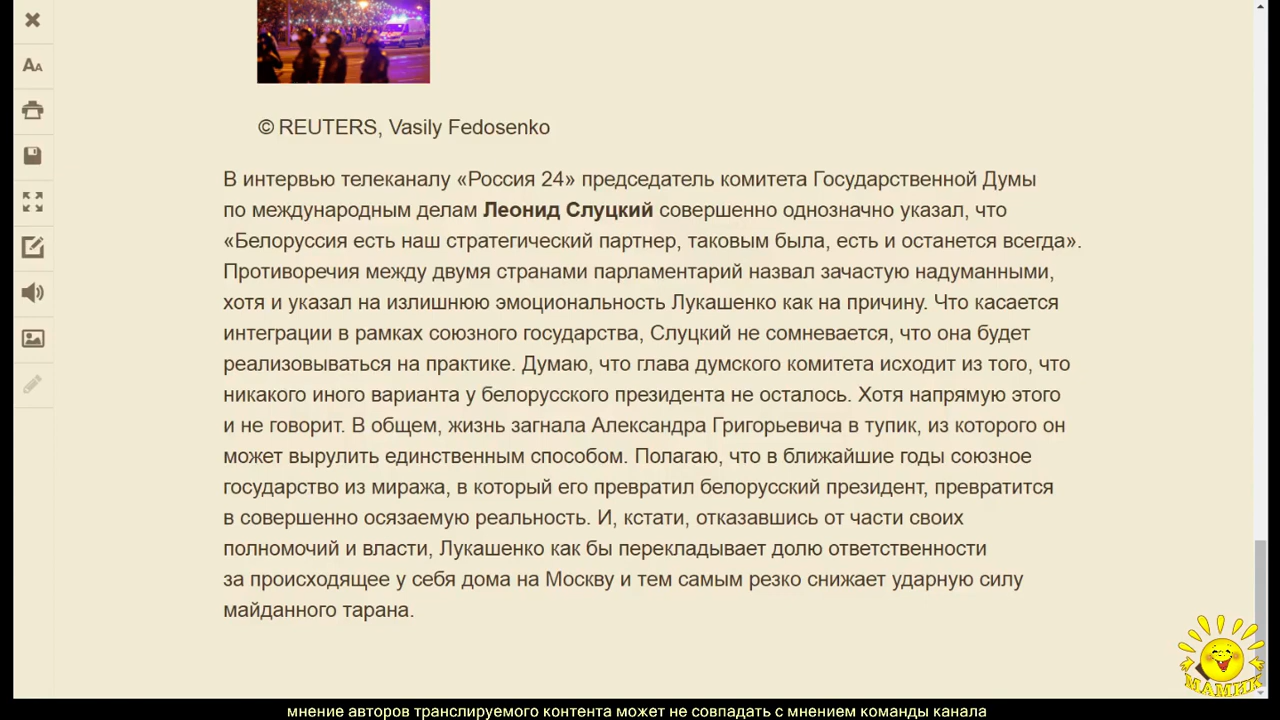 © REUTERS, Vasily Fedosenko
В интервью телеканалу «Россия 24» председатель комитета Государственной Думы
по международным делам Леонид Слуцкий совершенно однозначно указал, что
«Белоруссия есть наш стратегический партнер, таковым была, есть и останется всегда».
Противоречия между двумя странами парламентарий назвал зачастую надуманными,
хотя и указал на излишнюю эмоциональность Лукашенко как на причину. Что касается
интеграции в рамках союзного государства, Слуцкий не сомневается, что она будет
реализовываться на практике. Думаю, что глава думского комитета исходит из того, что
никакого иного варианта у белорусского президента не осталось. Хотя напрямую этого
и не говорит. В общем, жизнь загнала Александра Григорьевича в тупик, из которого он
может вырулить единственным способом. Полагаю, что в ближайшие годы союзное
государство из миража, в который его превратил белорусский президент, превратится
в совершенно осязаемую реальность. И, кстати, отказавшись от части своих
полномочий и власти, Лукашенко как бы перекладывает долю ответственности
за происходящее у себя дома на Москву и тем самым резко снижает ударную силу
майданного тарана.
МАМИК
мнение авторов транслируемого контента может не совпадать с мнением команды канала